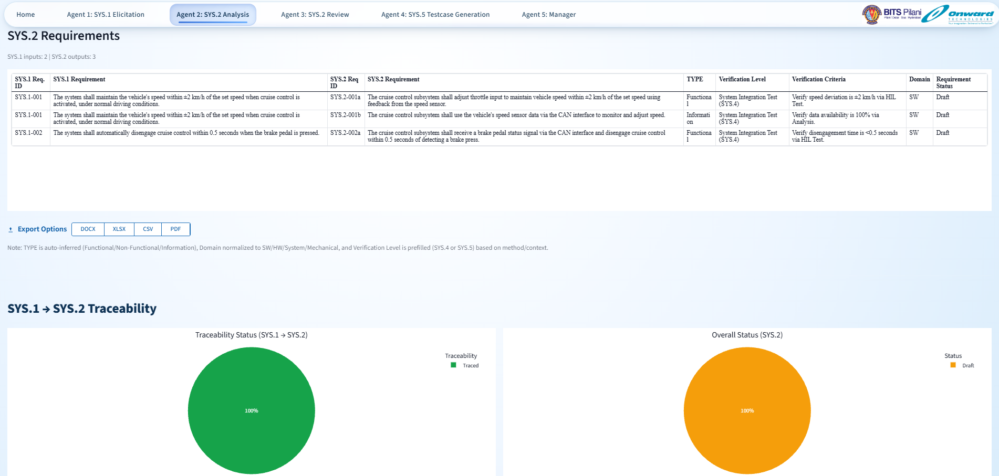 Home
Agent 1: SYS.1 Elicitation
Agent 2: SYS.2 Analysis
Agent 3: SYS.2 Review
Agent 4: SYS.5 Testcase Generation
Agent 5: Manager
BITS Pilani
Pilani | Dubai | Goa | Hyderabad
onward
TECHNOLOGIES
SYS.2 Requirements
SYS.1 inputs: 2 | SYS.2 outputs: 3
SYS.1 Req.
ID
SYS.1 Requirement
SYS.2 Req
ID
SYS.2 Requirement
TYPE
Verification Level
Verification Criteria
Domain
Requirement
Status
SYS.1-001
The system shall maintain the vehicle's speed within ±2 km/h of the set speed when cruise control is
activated, under normal driving conditions.
SYS.2-001a
The cruise control subsystem shall adjust throttle input to maintain vehicle speed within ±2 km/h of the set speed using
feedback from the speed sensor.
Functiona
l
System Integration Test
(SYS.4)
Verify speed deviation is ±2 km/h via HIL
Test.
SW
Draft
SYS.1-001
The system shall maintain the vehicle's speed within ±2 km/h of the set speed when cruise control is
activated, under normal driving conditions.
SYS.2-001b
The cruise control subsystem shall use the vehicle's speed sensor data via the CAN interface to monitor and adjust speed.
Informati
on
System Integration Test
(SYS.4)
Verify data availability is 100% via
Analysis.
SW
Draft
SYS.1-002
The system shall automatically disengage cruise control within 0.5 seconds when the brake pedal is pressed.
SYS.2-002a
The cruise control subsystem shall receive a brake pedal status signal via the CAN interface and disengage cruise control
within 0.5 seconds of detecting a brake press.
Functiona
l
System Integration Test
(SYS.4)
Verify disengagement time is <0.5 seconds
via HIL Test.
SW
Draft
Export Options
DOCX
XLSX
CSV
PDF
Note: TYPE is auto-inferred (Functional/Non-Functional/Information), Domain normalized to SW/HW/System/Mechanical, and Verification Level is prefilled (SYS.4 or SYS.5) based on method/context.
SYS.1 → SYS.2 Traceability
Traceability Status (SYS.1 → SYS.2)
Traceability
Traced
100%
Overall Status (SYS.2)
Status
Draft
100%